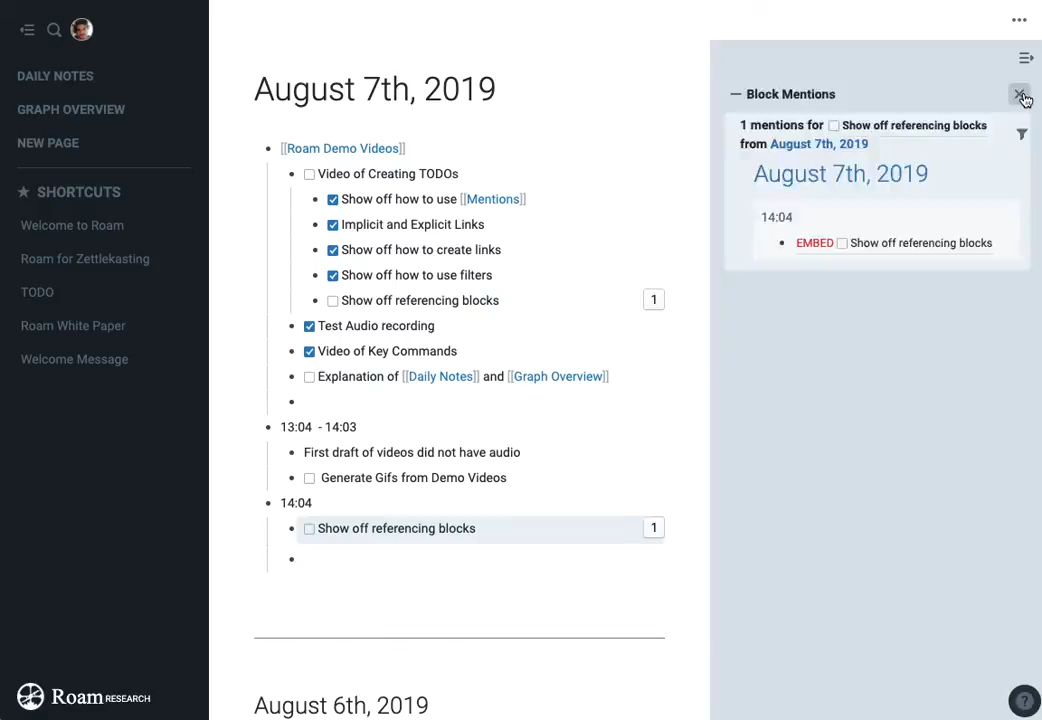 DAILY NOTES
GRAPH OVERVIEW
NEW PAGE
★ SHORTCUTS
Welcome to Roam
Roam for Zettlekasting
TODO
Roam White Paper
Welcome Message
Roam RESEARCH
August 7th, 2019
[[Roam Demo Videos]]
Video of Creating TODOs
Show off how to use [[Mentions]]
Implicit and Explicit Links
Show off how to create links
Show off how to use filters
Show off referencing blocks 1
Test Audio recording
Video of Key Commands
Explanation of [[Daily Notes]] and [[Graph Overview]]
13:04 - 14:03
First draft of videos did not have audio
Generate Gifs from Demo Videos
14:04
Show off referencing blocks 1
August 6th, 2019
Block Mentions
1 mentions for Show off referencing blocks
from August 7th, 2019
August 7th, 2019
14:04
EMBED Show off referencing blocks
?